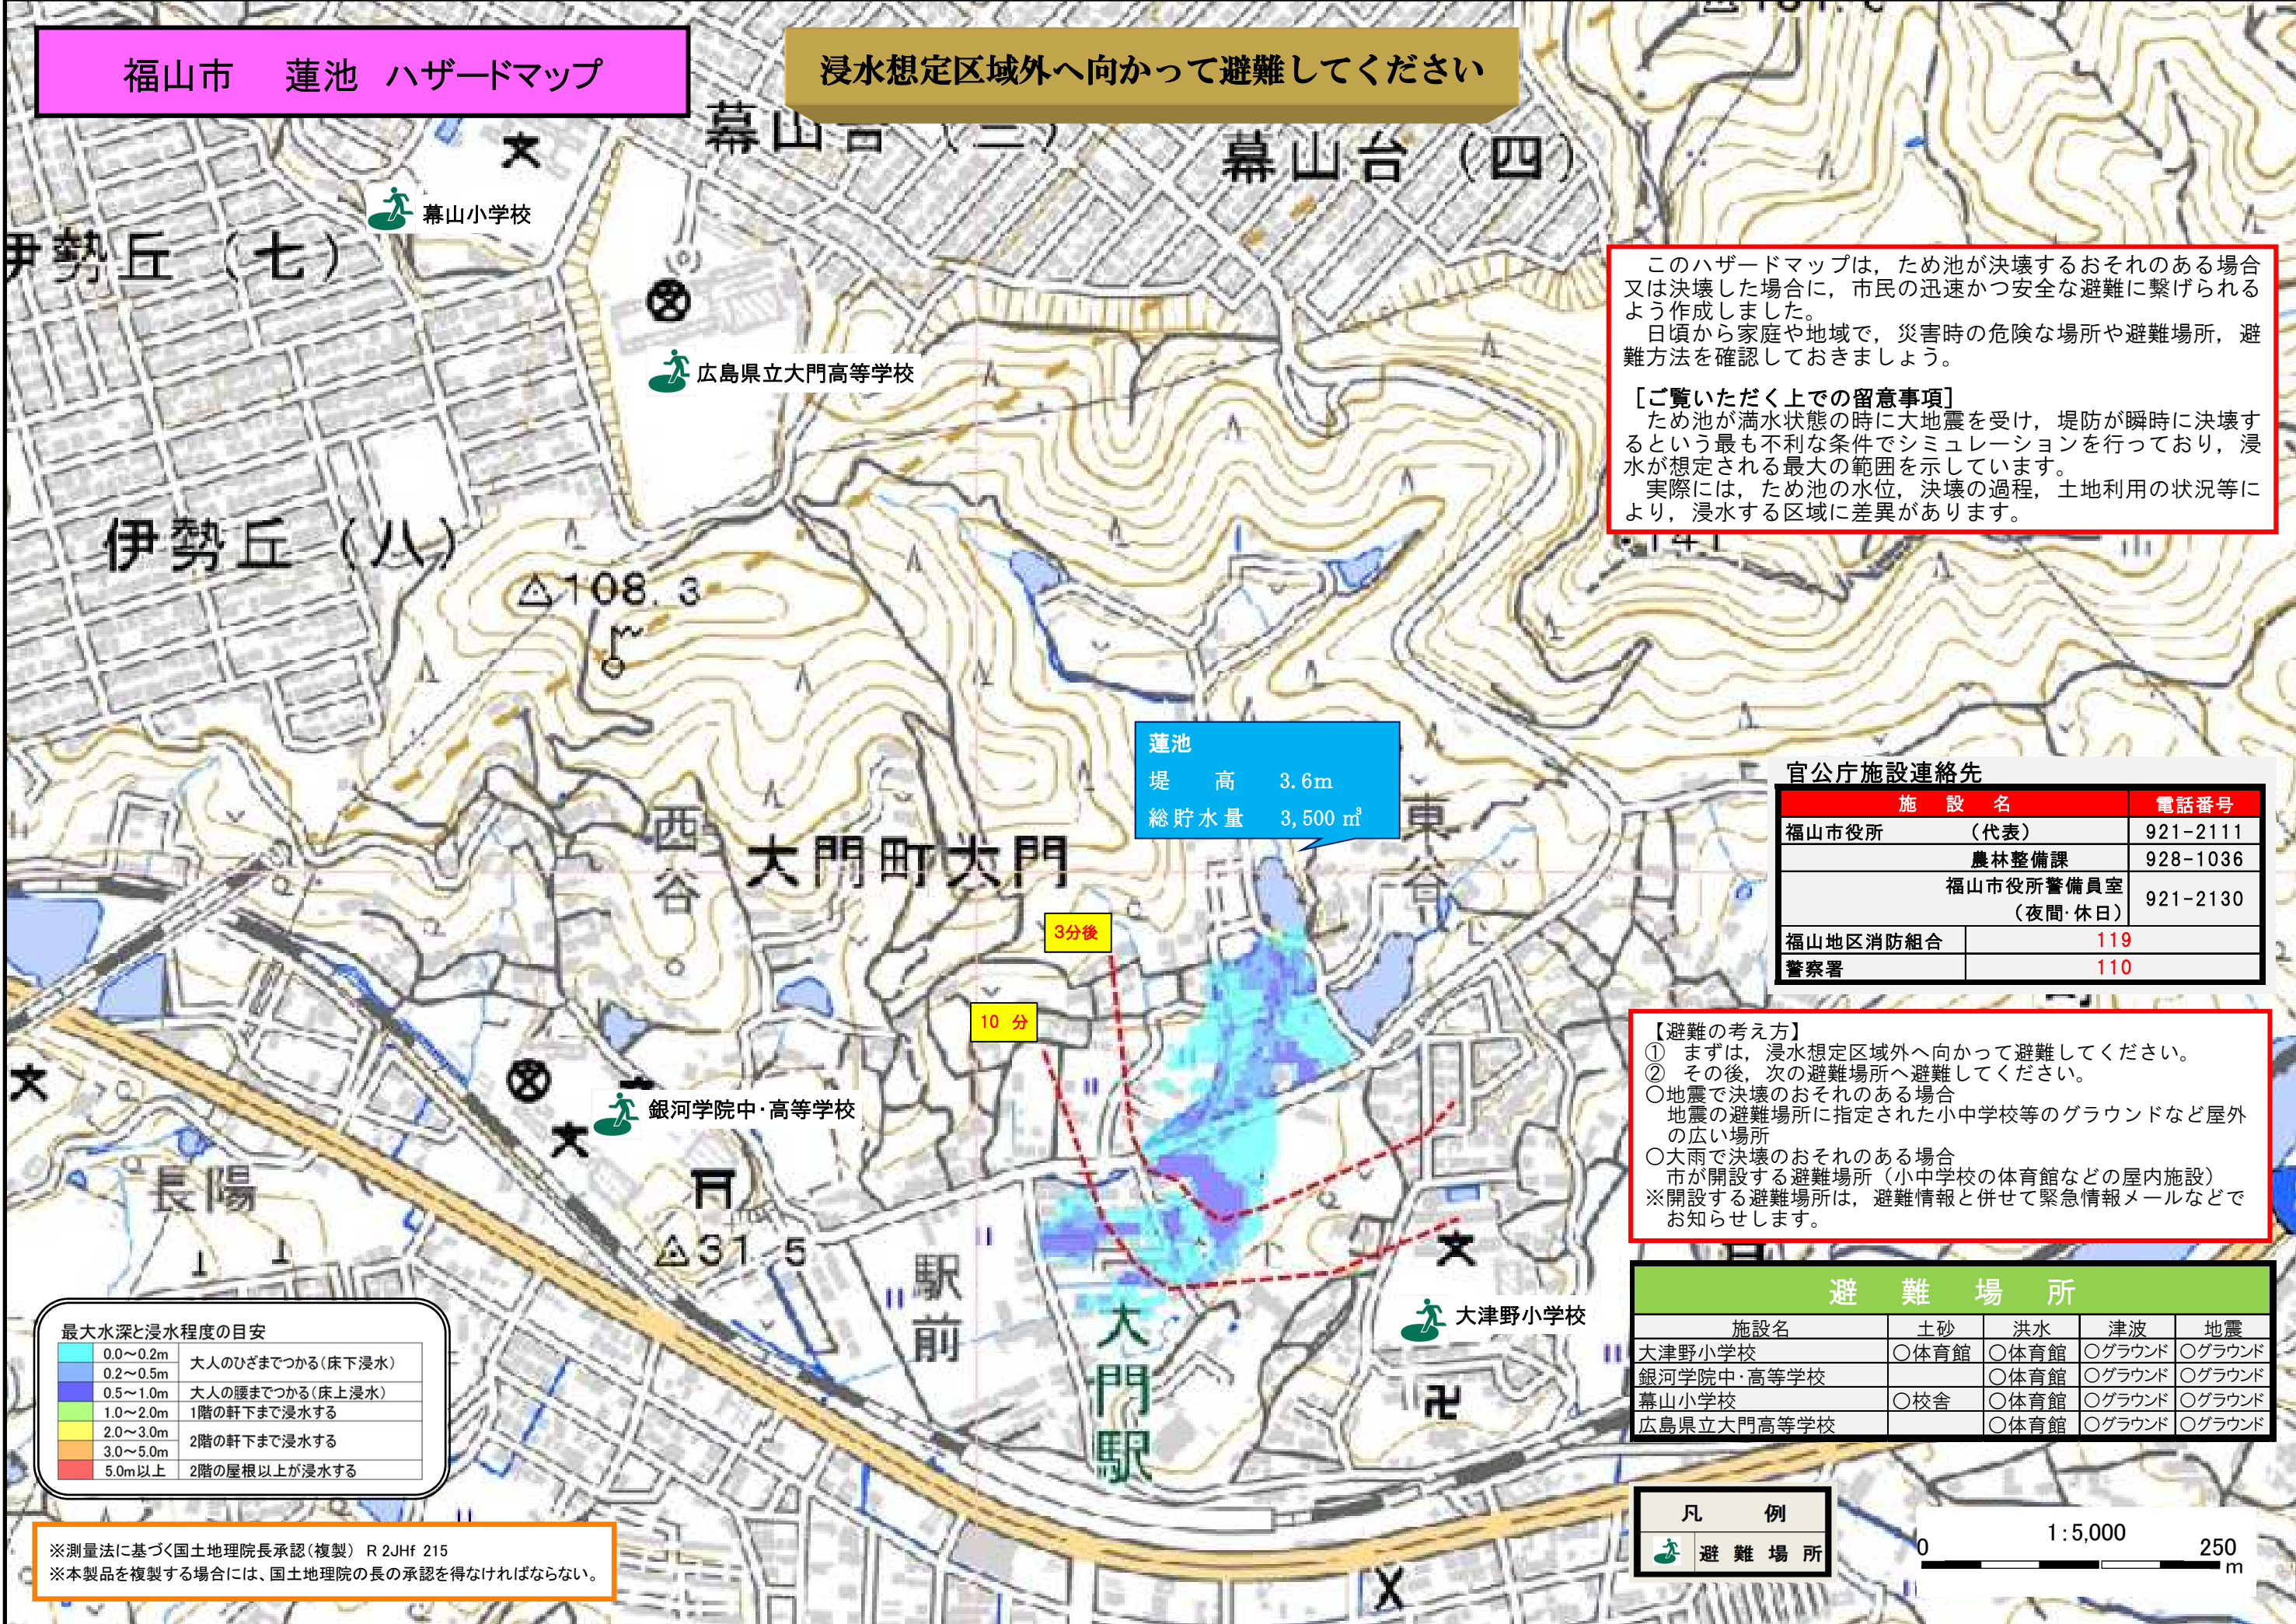 福山市　蓮池　ハザードマップ
浸水想定区域外へ向かって避難してください
幕山台（三）
幕山台（四）
幕山小学校
伊勢丘（七）
広島県立大門高等学校
このハザードマップは，ため池が決壊するおそれのある場合
又は決壊した場合に，市民の迅速かつ安全な避難に繋げられる
よう作成しました。
日頃から家庭や地域で，災害時の危険な場所や避難場所，避
難方法を確認しておきましょう。
［ご覧いただく上での留意事項］
ため池が満水状態の時に大地震を受け，堤防が瞬時に決壊す
るという最も不利な条件でシミュレーションを行っており，浸
水が想定される最大の範囲を示しています。
実際には，ため池の水位，決壊の過程，土地利用の状況等に
より，浸水する区域に差異があります。
伊勢丘（八）
108.3
141
蓮池
堤　高　3.6m
総貯水量　3,500 ㎥
西谷
大門町大門
東谷
3分後
10 分
官公庁施設連絡先
施　設　名　電話番号
福山市役所　（代表）　921-2111
農林整備課　928-1036
福山市役所警備員室
（夜間・休日）　921-2130
福山地区消防組合　119
警察署　110
銀河学院中・高等学校
【避難の考え方】
①　まずは，浸水想定区域外へ向かって避難してください。
②　その後，次の避難場所へ避難してください。
○地震で決壊のおそれのある場合
地震の避難場所に指定された小中学校等のグラウンドなど屋外
の広い場所
○大雨で決壊のおそれのある場合
市が開設する避難場所（小中学校の体育館などの屋内施設）
※開設する避難場所は，避難情報と併せて緊急情報メールなどで
お知らせします。
長陽
31.5
駅前
大門駅
大津野小学校
避　難　場　所
施設名　土砂　洪水　津波　地震
大津野小学校　○体育館　○体育館　○グラウンド　○グラウンド
銀河学院中・高等学校　○体育館　○グラウンド　○グラウンド
幕山小学校　○校舎　○体育館　○グラウンド　○グラウンド
広島県立大門高等学校　○体育館　○グラウンド　○グラウンド
最大水深と浸水程度の目安
0.0～0.2m
大人のひざまでつかる（床下浸水）
0.2～0.5m
0.5～1.0m　大人の腰までつかる（床上浸水）
1.0～2.0m　1階の軒下まで浸水する
2.0～3.0m
2階の軒下まで浸水する
3.0～5.0m
5.0m以上　2階の屋根以上が浸水する
※測量法に基づく国土地理院長承認（複製）　R 2JHf 215
※本製品を複製する場合には、国土地理院の長の承認を得なければならない。
凡　例
避 難 場 所
1:5,000
0　250
m